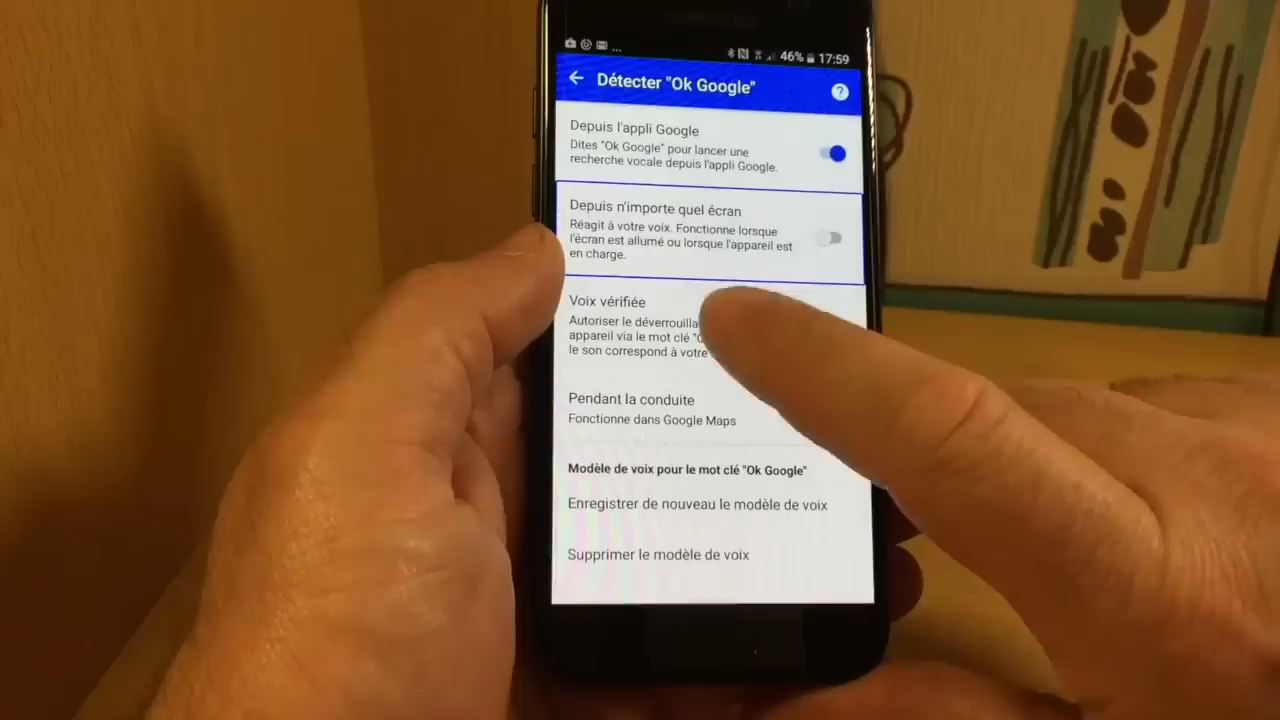 46% 17:59
Détecter "Ok Google"
Depuis l'appli Google
Dites "Ok Google" pour lancer une
recherche vocale depuis l'appli Google.
Depuis n'importe quel écran
Réagit à votre voix. Fonctionne lorsque
l'écran est allumé ou lorsque l'appareil est
en charge.
Voix vérifiée
Autoriser le
appareil via le mot clé
le son correspond à votre
Pendant la conduite
Fonctionne dans Google Maps
Modèle de voix pour le mot clé "Ok Google"
Enregistrer de nouveau le modèle de voix
Supprimer le modèle de voix